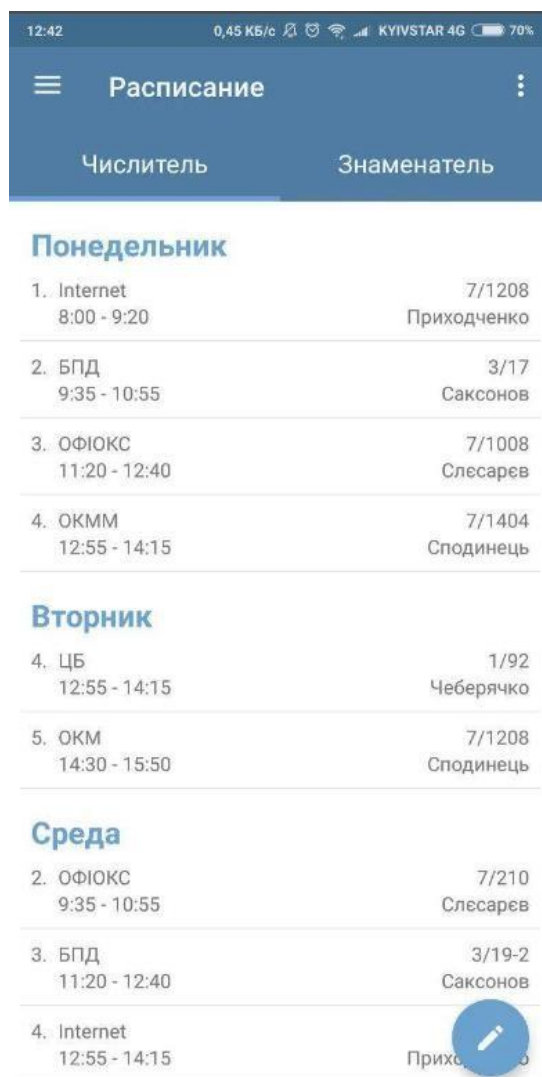 12:42 0,45 КБ/с KYIVSTAR 4G 70%
Расписание
Числитель Знаменатель
Понедельник
1. Internet 7/1208
8:00 - 9:20 Приходченко
2. БПД 3/17
9:35 - 10:55 Саксонов
3. ОФІОКС 7/1008
11:20 - 12:40 Слєсарєв
4. ОКММ 7/1404
12:55 - 14:15 Сподинець
Вторник
4. ЦБ 1/92
12:55 - 14:15 Чеберячко
5. ОКМ 7/1208
14:30 - 15:50 Сподинець
Среда
2. ОФІОКС 7/210
9:35 - 10:55 Слєсарєв
3. БПД 3/19-2
11:20 - 12:40 Саксонов
4. Internet
12:55 - 14:15